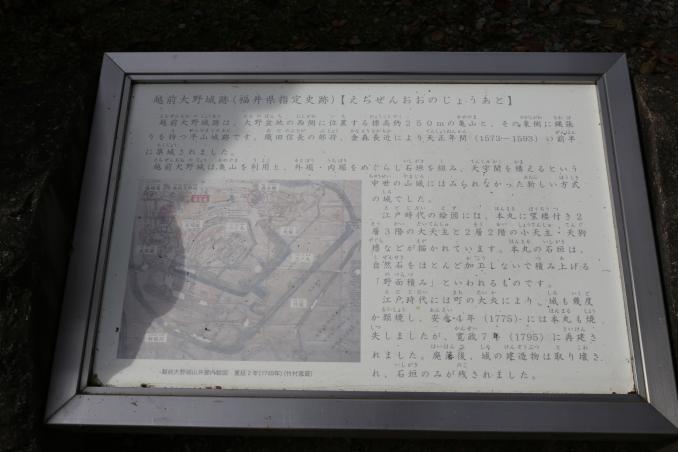 越前大野城跡(福井県指定史跡)【えちぜんおおのじょうあと】
越前大野城跡は、大野盆地の西側に位置する標高約250mの亀山と、その東側に縄張
りを持つ平山城跡です。織田信長の部将、金森長近により天正年間(1573〜1593)の前半
に築城されました。
越前大野城は亀山を利用し、外堀・内堀をめぐらし石垣を組み、天守閣を構えるという
中世の山城にはみられなかった新しい方式
の城でした。
江戸時代の絵図には、本丸に望楼付き2
層3階の大天主と2層2階の小天主・天狗
櫓などが描かれています。本丸の石垣は、
自然石をほとんど加工しないで積み上げる
「野面積み」といわれるものです。
江戸時代には町の大火により、城も幾度
か類焼し、安永4年(1775)には本丸も焼
失しましたが、寛政7年(1795)に再建さ
れました。廃藩後、城の建造物は取り壊さ
れ、石垣のみが残されました。